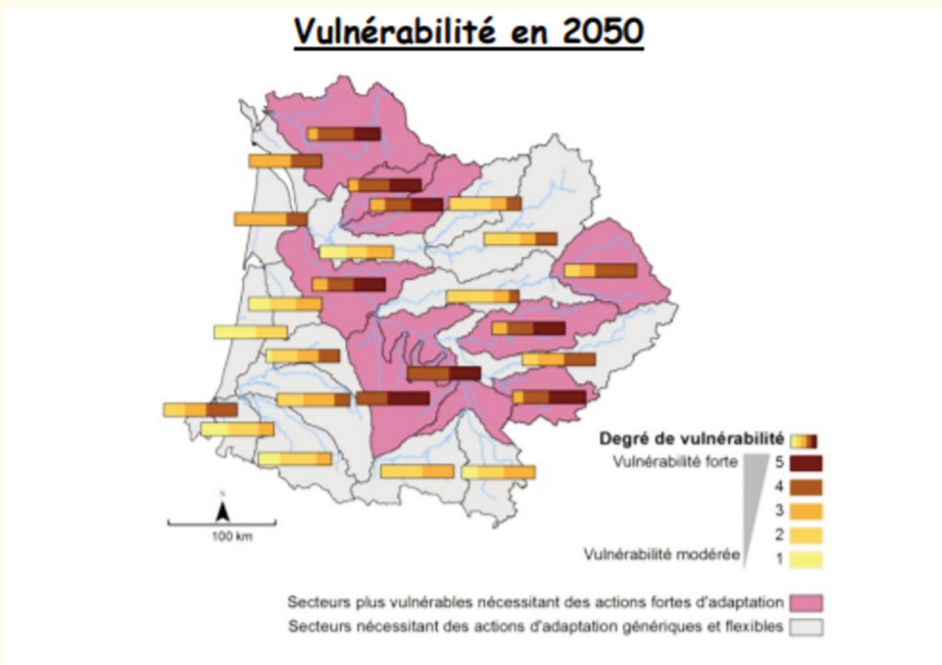 Vulnérabilité en 2050
N
100 km
Degré de vulnérabilité
Vulnérabilité forte
5
4
3
2
Vulnérabilité modérée
1
Secteurs plus vulnérables nécessitant des actions fortes d'adaptation
Secteurs nécessitant des actions d'adaptation génériques et flexibles